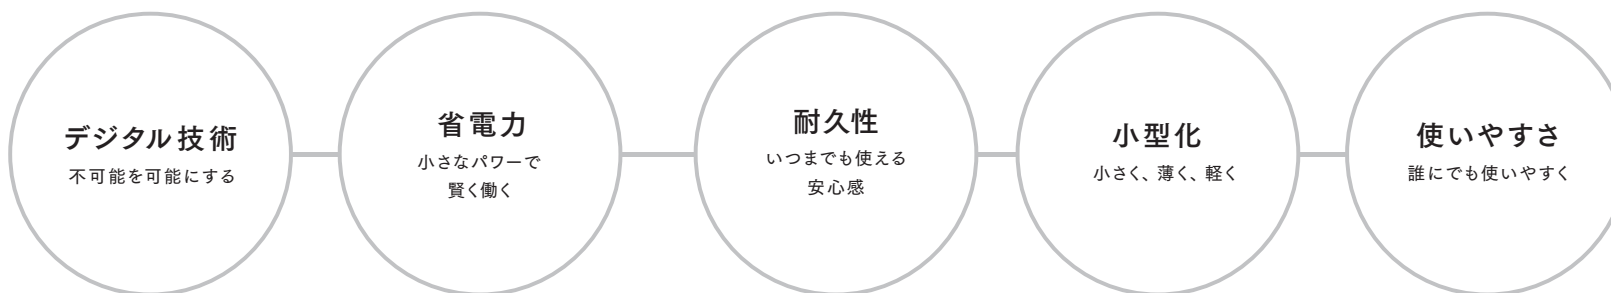 デジタル技術
不可能を可能にする
省電力
小さなパワーで
賢く働く
耐久性
いつまでも使える
安心感
小型化
小さく、薄く、軽く
使いやすさ
誰にでも使いやすく